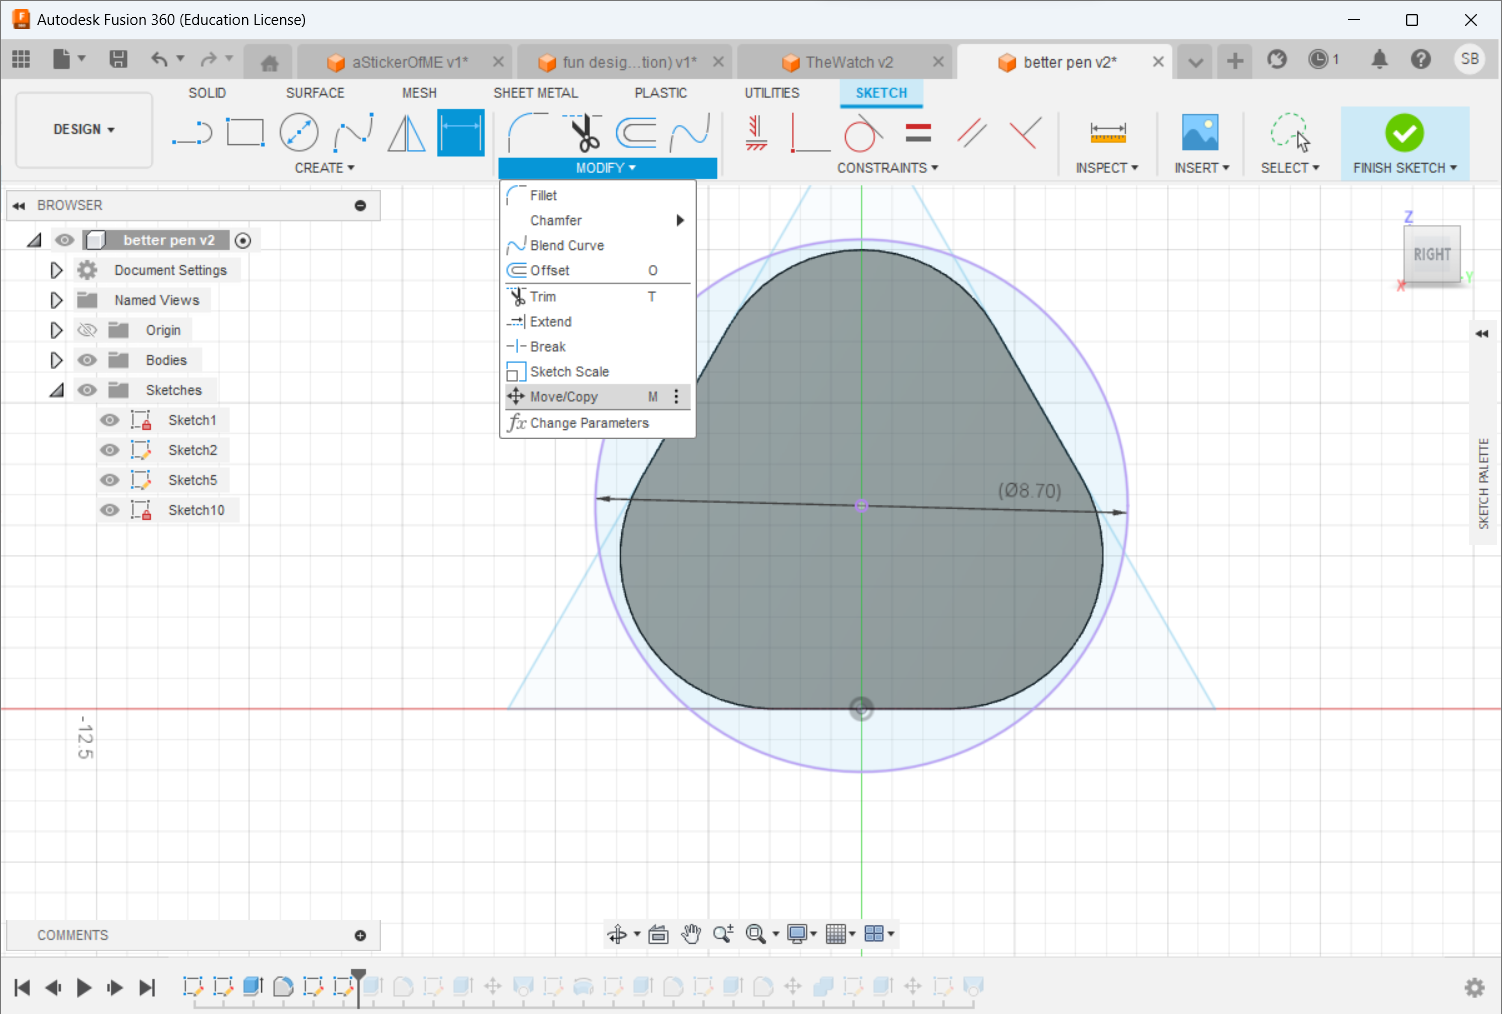 Autodesk Fusion 360 (Education License)
aStickerOfME v1*
fun desig...tion) v1*
TheWatch v2
better pen v2*
1
SB
SOLID
SURFACE
MESH
SHEET METAL
PLASTIC
UTILITIES
SKETCH
DESIGN
CREATE
MODIFY
CONSTRAINTS
INSPECT
INSERT
SELECT
FINISH SKETCH
BROWSER
better pen v2
Document Settings
Named Views
Origin
Bodies
Sketches
Sketch1
Sketch2
Sketch5
Sketch10
Fillet
Chamfer
Blend Curve
Offset O
Trim T
Extend
Break
Sketch Scale
Move/Copy M
fx Change Parameters
(Ø8.70)
-12.5
Z
RIGHT
X
Y
SKETCH PALETTE
COMMENTS